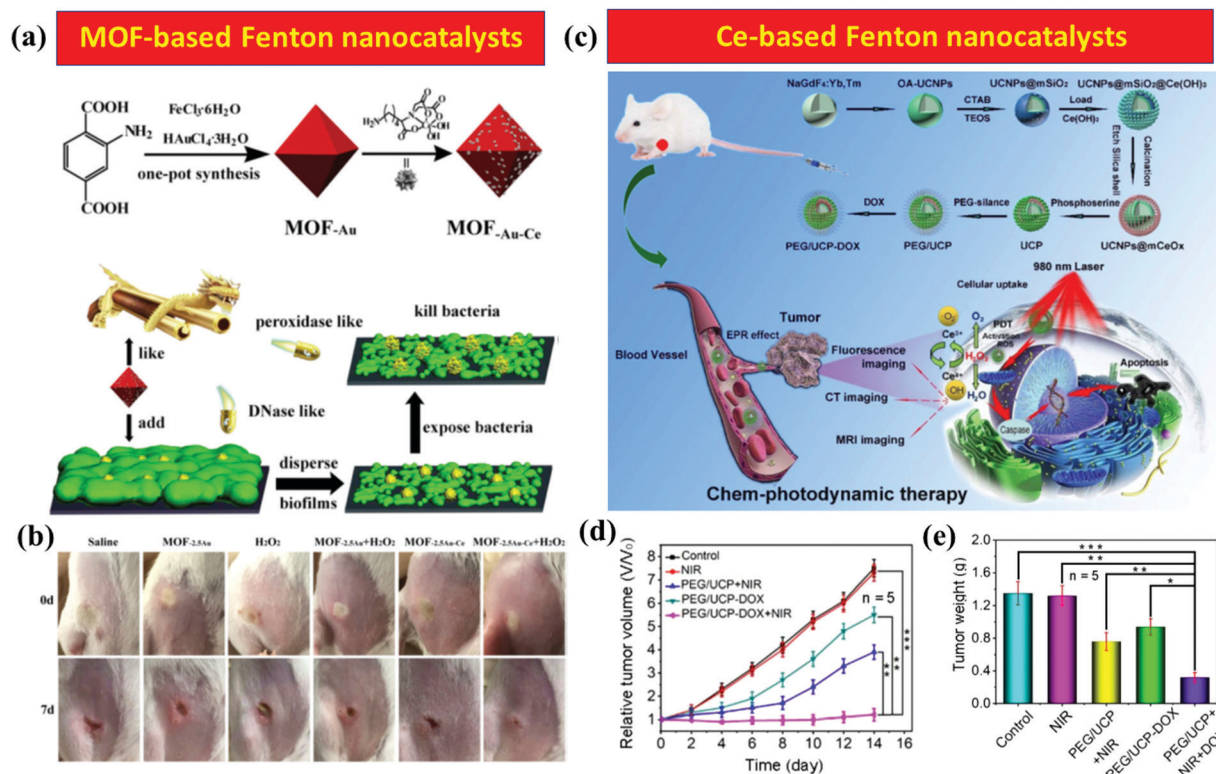 (a)
MOF-based Fenton nanocatalysts
COOH
NH₂
COOH
FeCl₃·6H₂O
HAuCl₄·3H₂O
one-pot synthesis
MOF-Au
H₂N
MOF-Au-Ce
like
add
peroxidase like
DNase like
kill bacteria
expose bacteria
disperse
biofilms
(b)
Saline
MOF-2.5Au
H₂O₂
MOF-2.5Au+H₂O₂
MOF-2.5Au-Ce
MOF-2.5Au-Ce+H₂O₂
0d
7d
(c)
Ce-based Fenton nanocatalysts
NaGdF₄:Yb,Tm
OA-UCNPs
CTAB
TEOS
UCNPs@mSiO₂
Load
Ce(OH)₃
UCNPs@mSiO₂@Ce(OH)₃
Calcination
Etch Silica shell
UCNPs@mCeOx
Phosphoserine
UCP
PEG-silance
PEG/UCP
DOX
PEG/UCP-DOX
980 nm Laser
Cellular uptake
Blood Vessel
EPR effect
Tumor
Fluorescence
imaging
CT imaging
MRI imaging
O₂
Ce³⁺
H₂O₂
Ce⁴⁺
OH
H₂O
PDT
Activation
ROS
Apoptosis
Caspase
Chem-photodynamic therapy
(d)
Relative tumor volume (V/V₀)
8
7
6
5
4
3
2
1
0
Control
NIR
PEG/UCP+NIR
PEG/UCP-DOX
PEG/UCP-DOX+NIR
n = 5
**
**
***
0 2 4 6 8 10 12 14 16
Time (day)
(e)
Tumor weight (g)
2.4
1.8
1.2
0.6
0.0
***
**
**
*
n = 5
Control
NIR
PEG/UCP
+NIR
PEG/UCP-DOX
PEG/UCP+
NIR+DOX